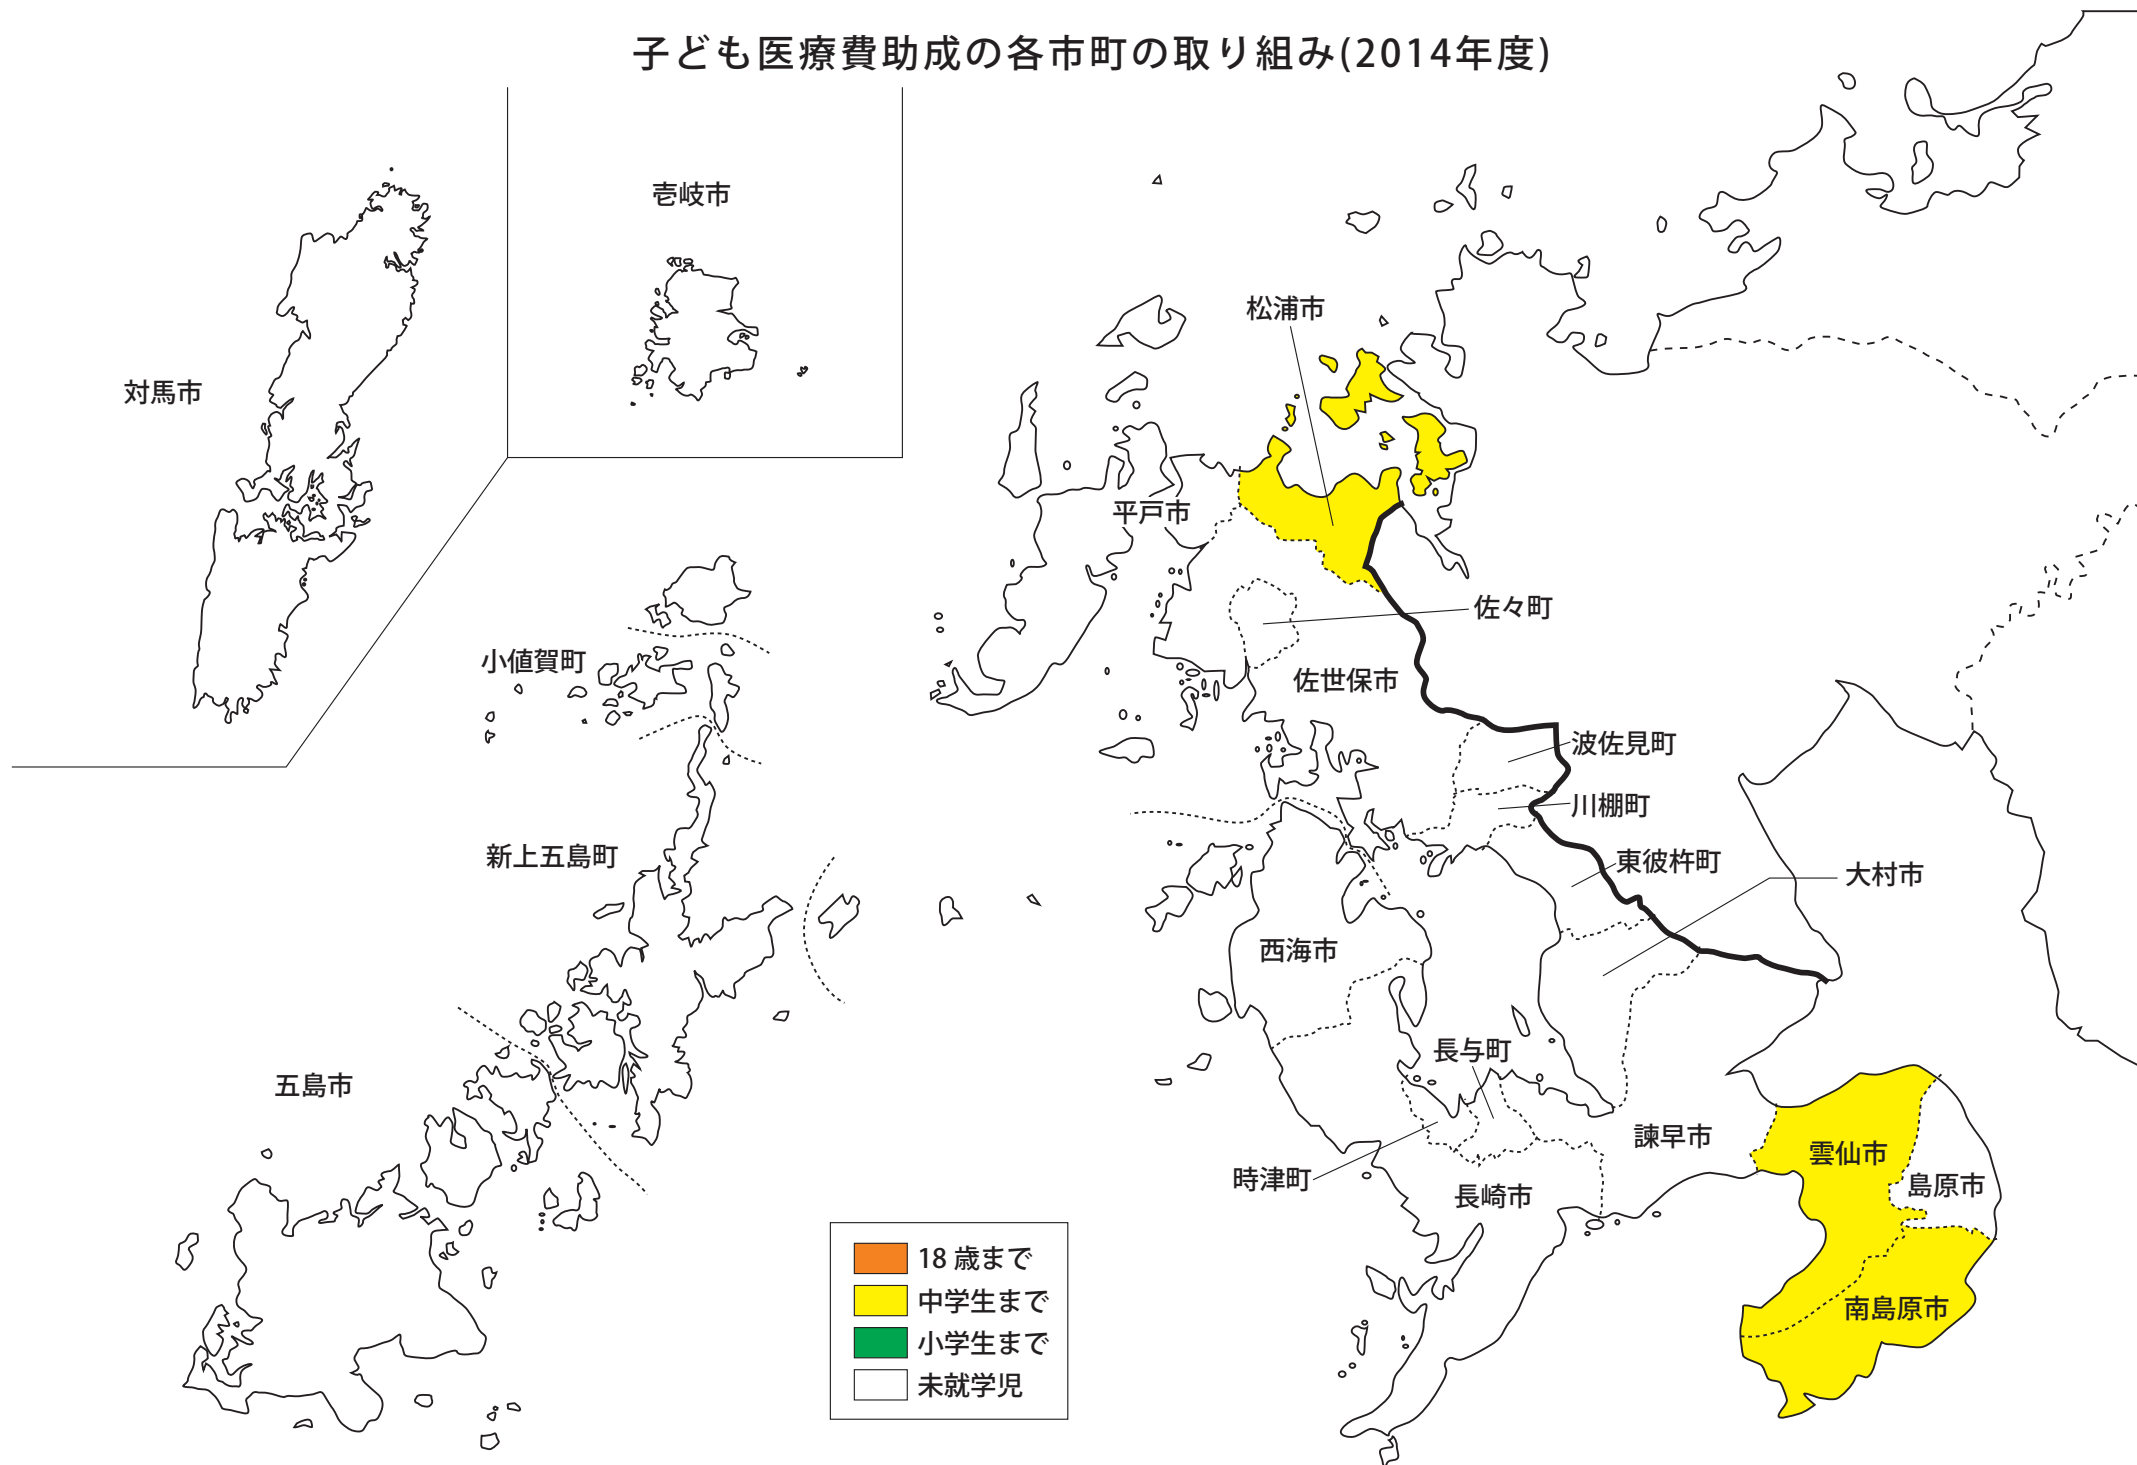 子ども医療費助成の各市町の取り組み(2014年度)
壱岐市
対馬市
松浦市
平戸市
佐々町
小値賀町
佐世保市
波佐見町
川棚町
新上五島町
東彼杵町
大村市
西海市
長与町
五島市
諫早市
雲仙市
時津町
長崎市
島原市
南島原市
18 歳まで
中学生まで
小学生まで
未就学児